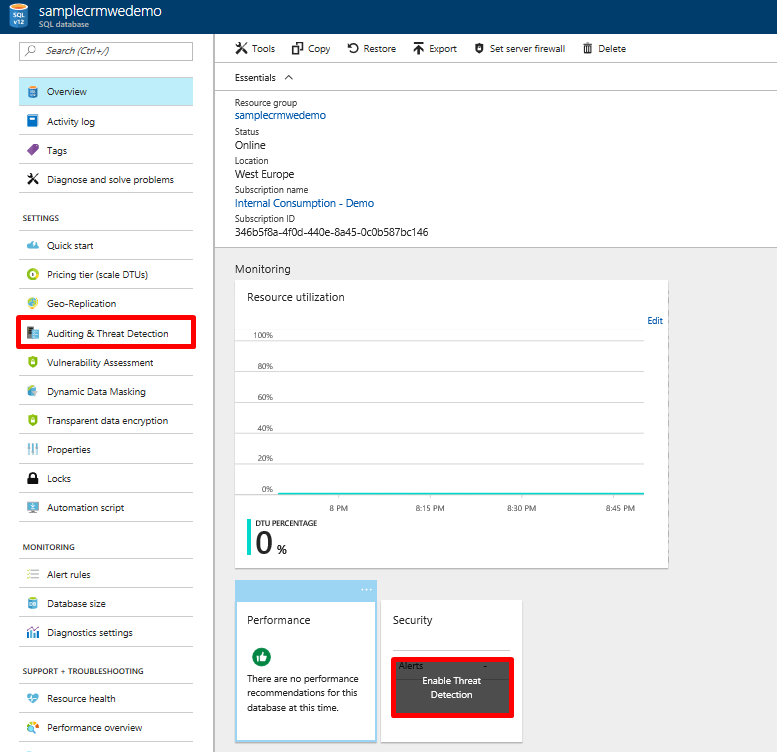 SQL
v12
samplecrmwedemo
SQL database
Search (Ctrl+/)
Overview
Activity log
Tags
Diagnose and solve problems
SETTINGS
Quick start
Pricing tier (scale DTUs)
Geo-Replication
Auditing & Threat Detection
Vulnerability Assessment
Dynamic Data Masking
Transparent data encryption
Properties
Locks
Automation script
MONITORING
Alert rules
Database size
Diagnostics settings
SUPPORT + TROUBLESHOOTING
Resource health
Performance overview
Tools Copy Restore Export Set server firewall Delete
Essentials
Resource group
samplecrmwedemo
Status
Online
Location
West Europe
Subscription name
Internal Consumption - Demo
Subscription ID
346b5f8a-4f0d-440e-8a45-0c0b587bc146
Monitoring
Resource utilization
Edit
100%
80%
60%
40%
20%
0%
8 PM 8:15 PM 8:30 PM 8:45 PM
DTU PERCENTAGE
0 %
...
Performance
There are no performance
recommendations for this
database at this time.
Security
Alerts -
Enable Threat
Detection